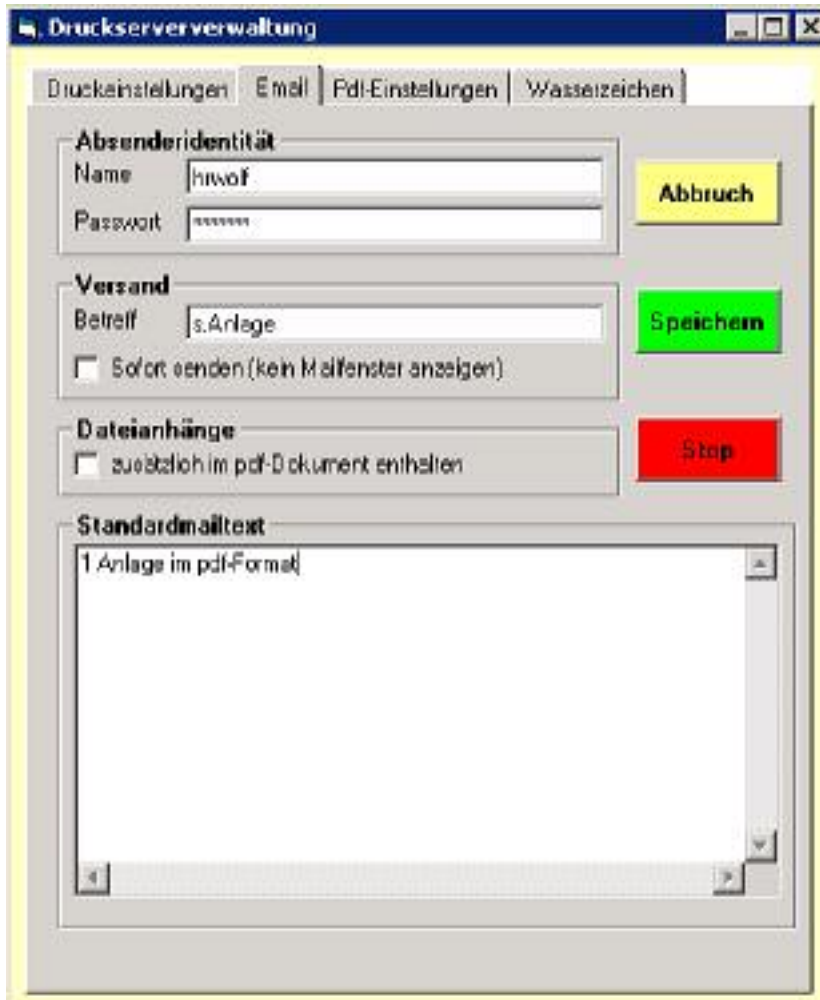 Druckserververwaltung
Druckeinstellungen Email Pdf-Einstellungen Wasserzeichen
Absenderidentität
Name hrwolf
Abbruch
Passwort *******
Versand
Betreff s.Anlage
Speichern
Sofort senden (kein Mailfenster anzeigen)
Dateianhänge
zusätzlich im pdf-Dokument enthalten
Stop
Standardmailtext
1 Anlage im pdf-Format